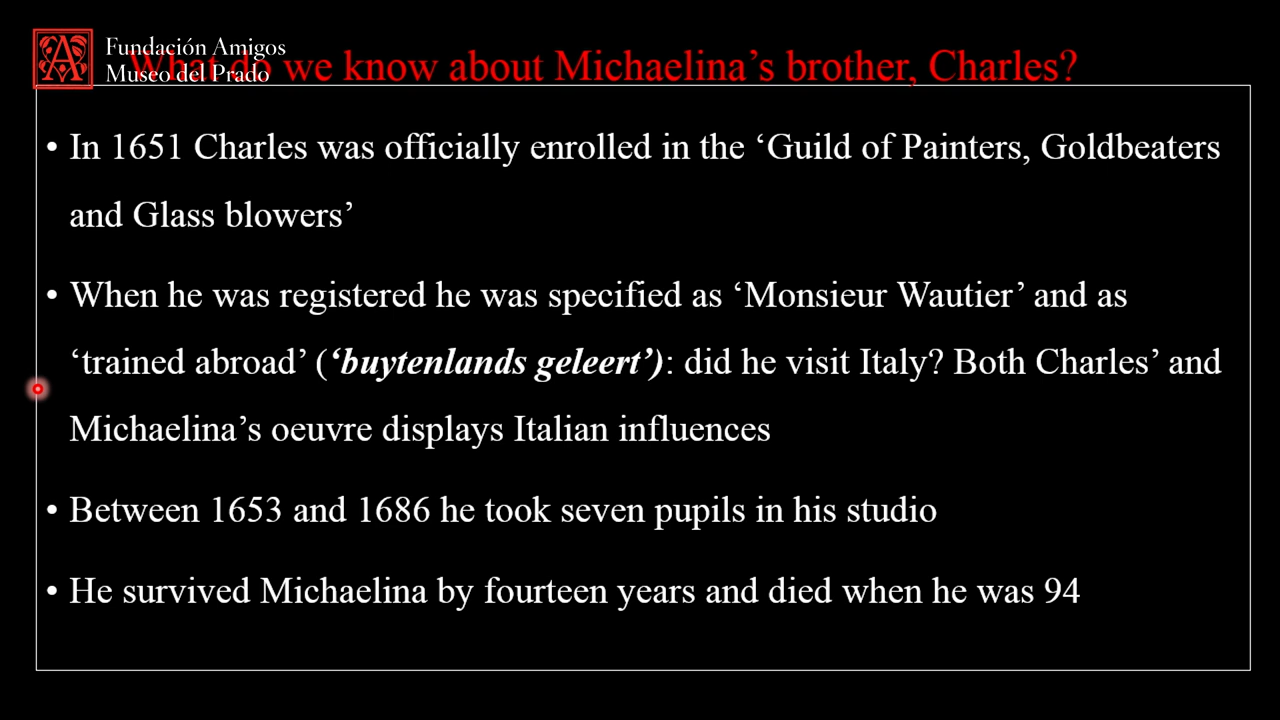 Fundación Amigos
Museo del Prado
What do we know about Michaelina’s brother, Charles?
• In 1651 Charles was officially enrolled in the ‘Guild of Painters, Goldbeaters
and Glass blowers’
• When he was registered he was specified as ‘Monsieur Wautier’ and as
‘trained abroad’ (‘buytenlands geleert’): did he visit Italy? Both Charles’ and
Michaelina’s oeuvre displays Italian influences
• Between 1653 and 1686 he took seven pupils in his studio
• He survived Michaelina by fourteen years and died when he was 94